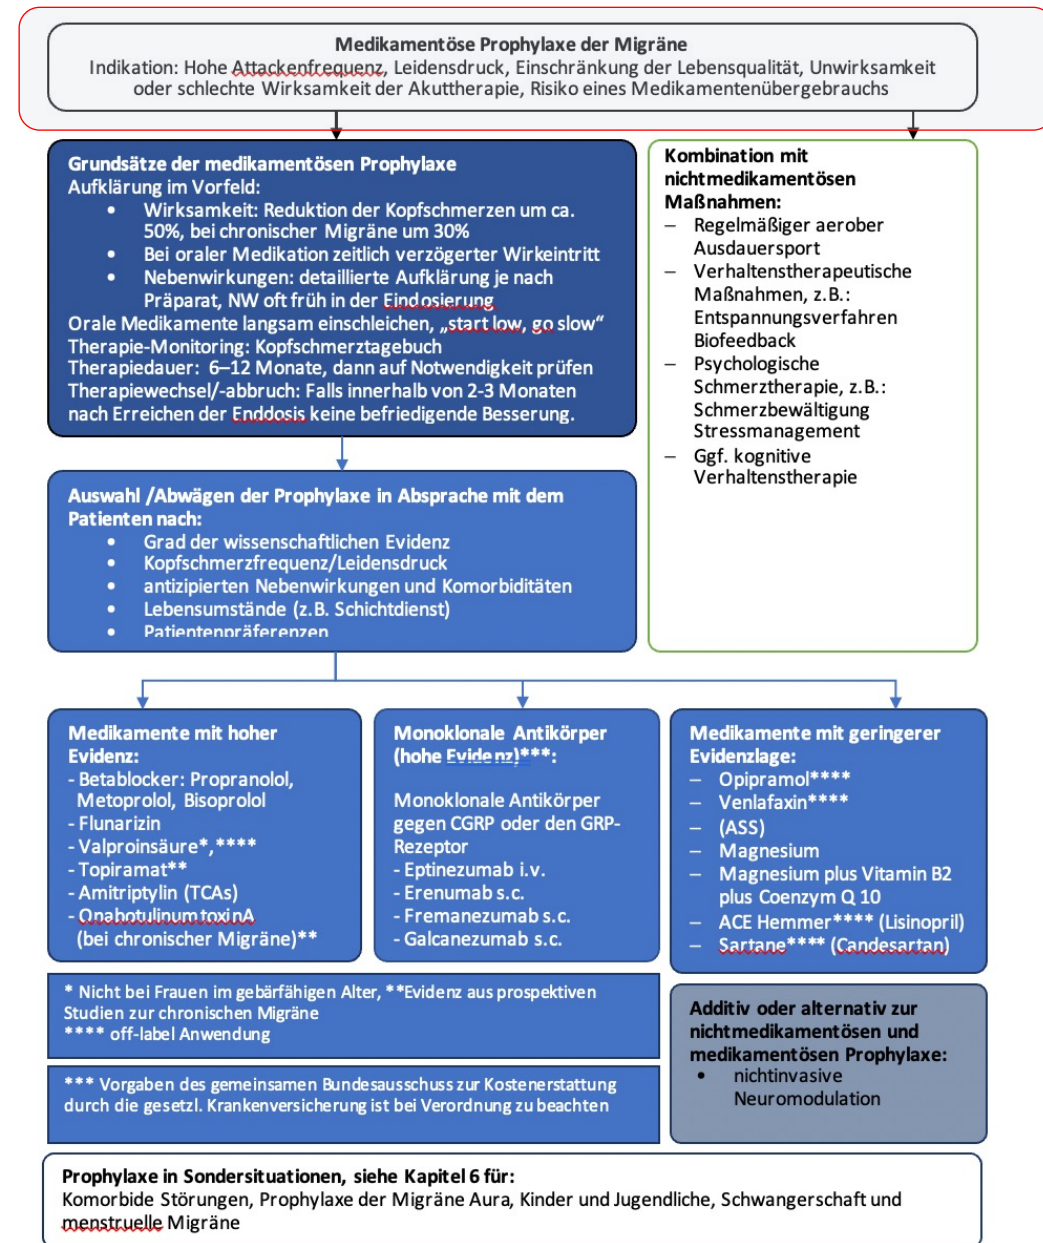 Medikamentöse Prophylaxe der Migräne
Indikation: Hohe Attackenfrequenz, Leidensdruck, Einschränkung der Lebensqualität, Unwirksamkeit
oder schlechte Wirksamkeit der Akuttherapie, Risiko eines Medikamentenübergebrauchs
Grundsätze der medikamentösen Prophylaxe
Aufklärung im Vorfeld:
• Wirksamkeit: Reduktion der Kopfschmerzen um ca.
50%, bei chronischer Migräne um 30%
• Bei oraler Medikation zeitlich verzögerter Wirkeintritt
• Nebenwirkungen: detaillierte Aufklärung je nach
Präparat, NW oft früh in der Eindosierung
Orale Medikamente langsam einschleichen, „start low, go slow“
Therapie-Monitoring: Kopfschmerztagebuch
Therapiedauer: 6–12 Monate, dann auf Notwendigkeit prüfen
Therapiewechsel/-abbruch: Falls innerhalb von 2-3 Monaten
nach Erreichen der Enddosis keine befriedigende Besserung.
Kombination mit
nichtmedikamentösen
Maßnahmen:
– Regelmäßiger aerober
Ausdauersport
– Verhaltenstherapeutische
Maßnahmen, z.B.:
Entspannungsverfahren
Biofeedback
– Psychologische
Schmerztherapie, z.B.:
Schmerzbewältigung
Stressmanagement
– Ggf. kognitive
Verhaltenstherapie
Auswahl /Abwägen der Prophylaxe in Absprache mit dem
Patienten nach:
• Grad der wissenschaftlichen Evidenz
• Kopfschmerzfrequenz/Leidensdruck
• antizipierten Nebenwirkungen und Komorbiditäten
• Lebensumstände (z.B. Schichtdienst)
• Patientenpräferenzen
Medikamente mit hoher
Evidenz:
- Betablocker: Propranolol,
Metoprolol, Bisoprolol
- Flunarizin
- Valproinsäure*,****
- Topiramat**
- Amitriptylin (TCAs)
- OnabotulinumtoxinA
(bei chronischer Migräne)**
Monoklonale Antikörper
(hohe Evidenz)***:
Monoklonale Antikörper
gegen CGRP oder den GRP-
Rezeptor
- Eptinezumab i.v.
- Erenumab s.c.
- Fremanezumab s.c.
- Galcanezumab s.c.
Medikamente mit geringerer
Evidenzlage:
– Opipramol****
– Venlafaxin****
– (ASS)
– Magnesium
– Magnesium plus Vitamin B2
plus Coenzym Q 10
– ACE Hemmer**** (Lisinopril)
– Sartane**** (Candesartan)
* Nicht bei Frauen im gebärfähigen Alter, **Evidenz aus prospektiven
Studien zur chronischen Migräne
**** off-label Anwendung
*** Vorgaben des gemeinsamen Bundesausschuss zur Kostenerstattung
durch die gesetzl. Krankenversicherung ist bei Verordnung zu beachten
Additiv oder alternativ zur
nichtmedikamentösen und
medikamentösen Prophylaxe:
• nichtinvasive
Neuromodulation
Prophylaxe in Sondersituationen, siehe Kapitel 6 für:
Komorbide Störungen, Prophylaxe der Migräne Aura, Kinder und Jugendliche, Schwangerschaft und
menstruelle Migräne